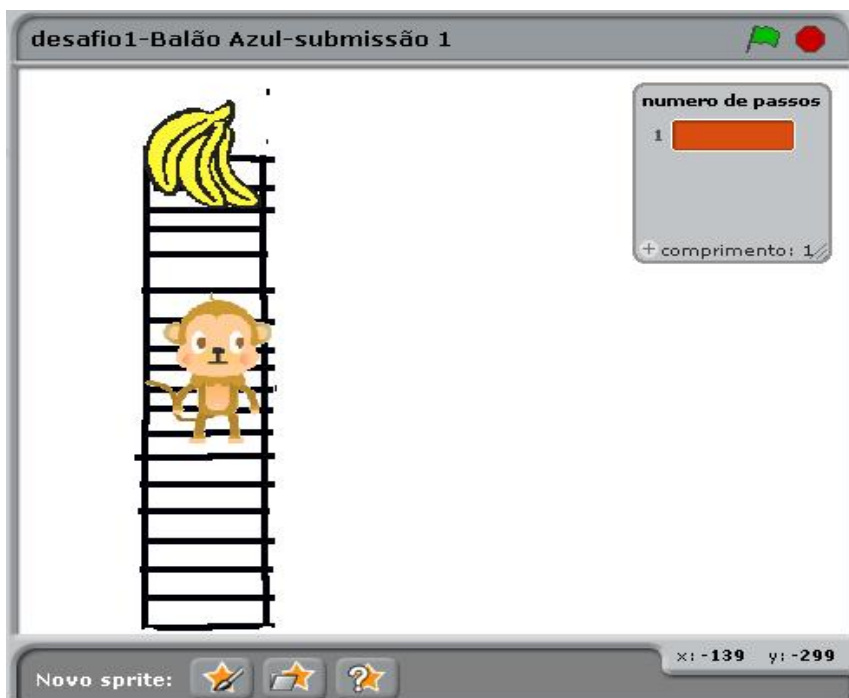 desafio1-Balão Azul-submissão 1
numero de passos
1
+ comprimento: 1
x: -139 y: -299
Novo sprite: